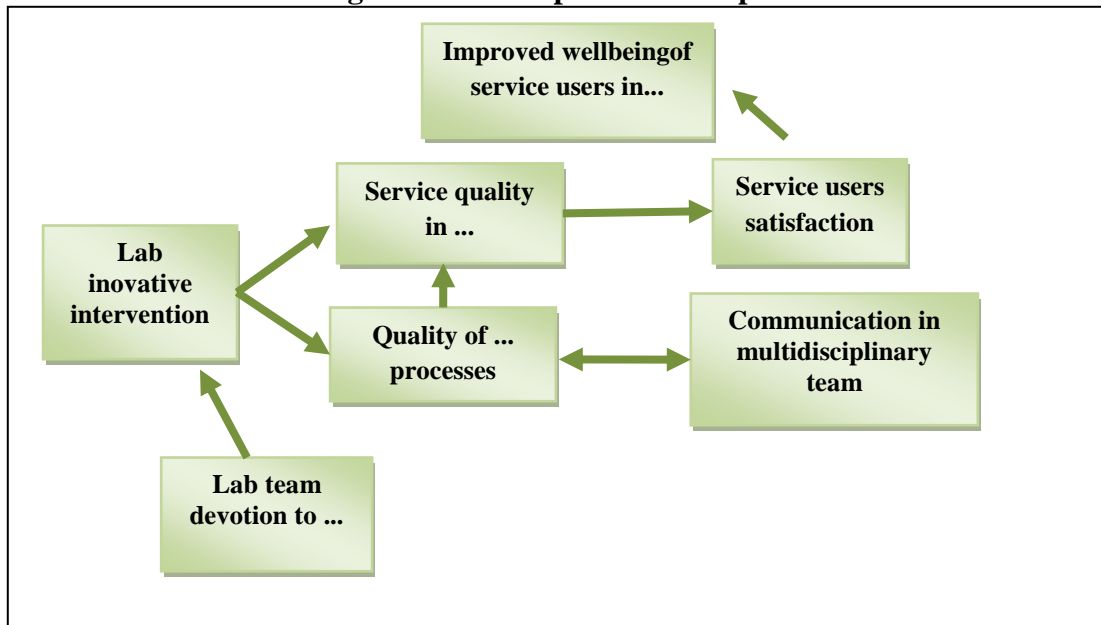 Improved wellbeingof
service users in...
Service quality
in ...
Service users
satisfaction
Lab
inovative
intervention
Quality of ...
processes
Communication in
multidisciplinary
team
Lab team
devotion to ...